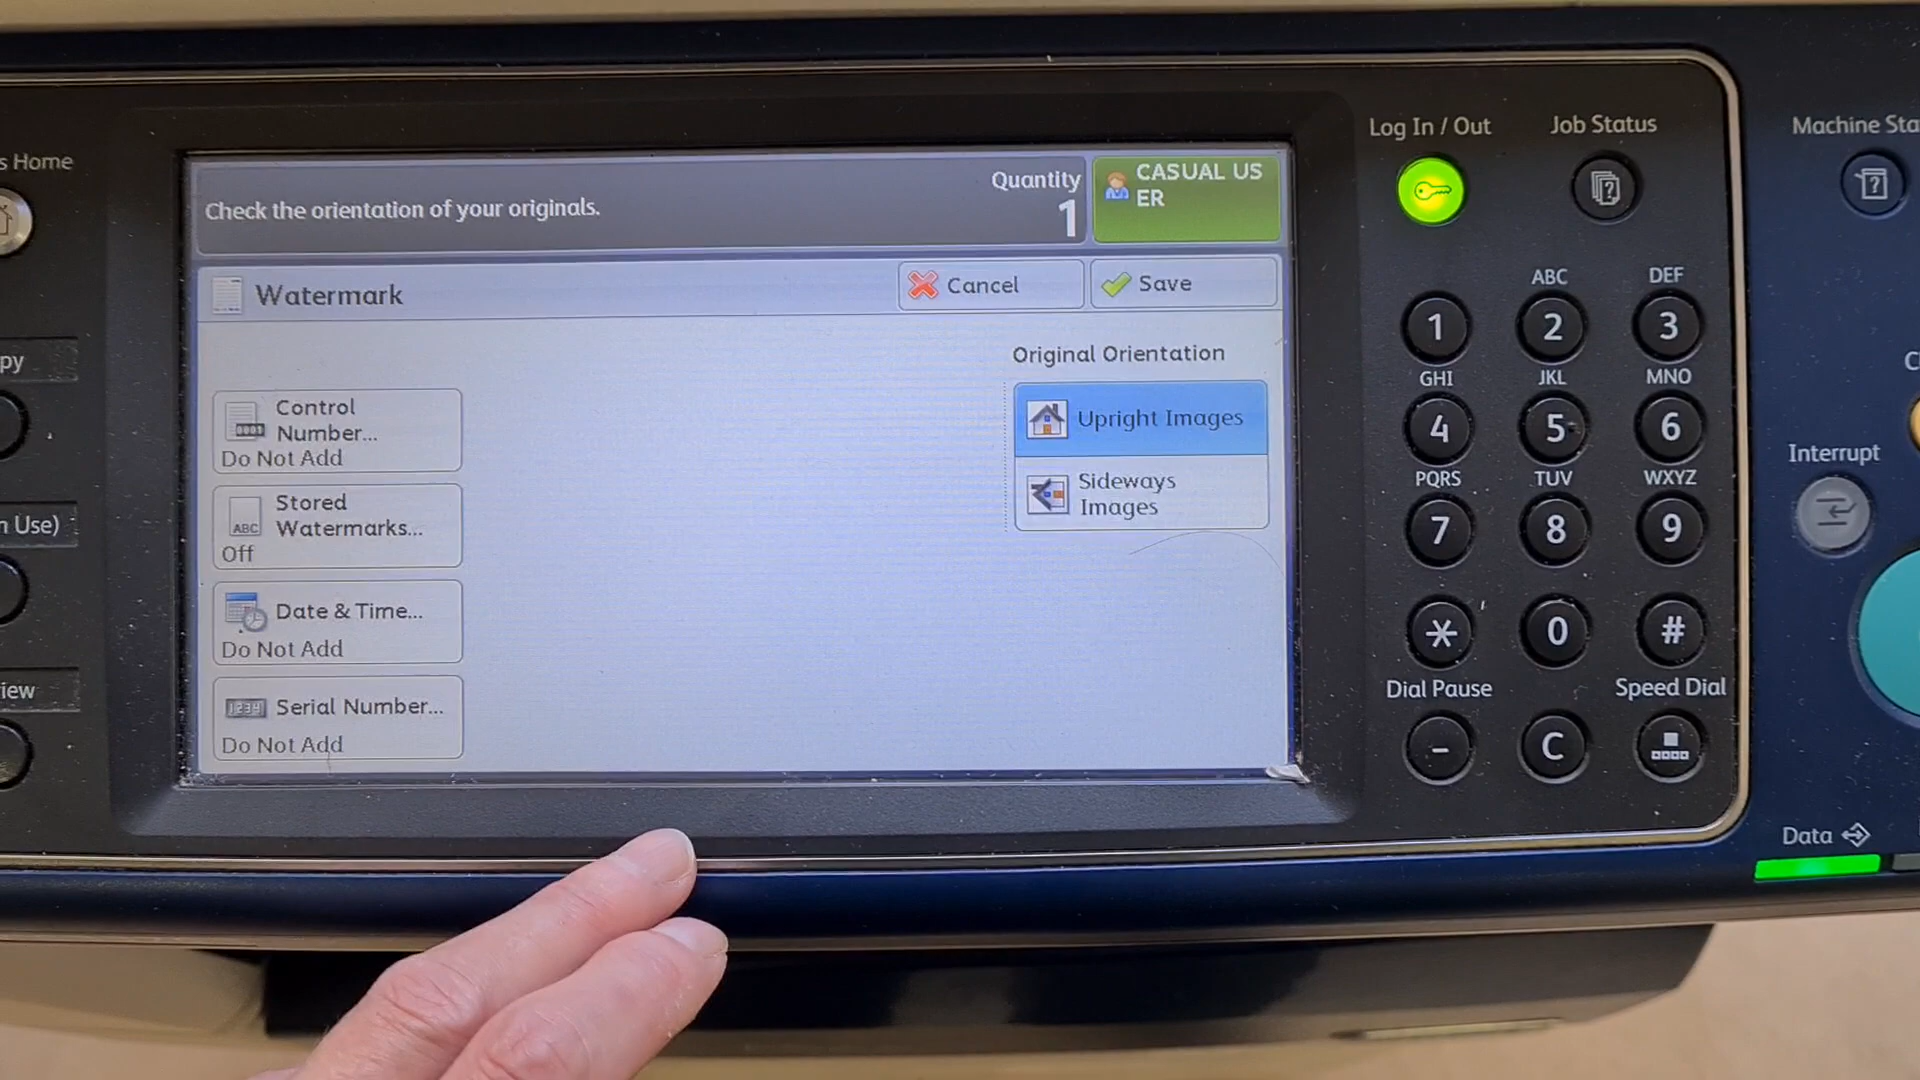 s Home
py
n Use)
iew
Check the orientation of your originals.
Quantity
1
CASUAL US
ER
Watermark
Cancel
Save
Control
Number...
Do Not Add
ABC
Stored
Watermarks...
Off
Date & Time...
Do Not Add
1234
Serial Number...
Do Not Add
Original Orientation
Upright Images
Sideways
Images
Log In / Out
Job Status
Machine Sta
ABC
DEF
1
2
3
GHI
JKL
MNO
4
5
6
PQRS
TUV
WXYZ
7
8
9
*
0
#
Dial Pause
Speed Dial
-
C
C
Interrupt
Data